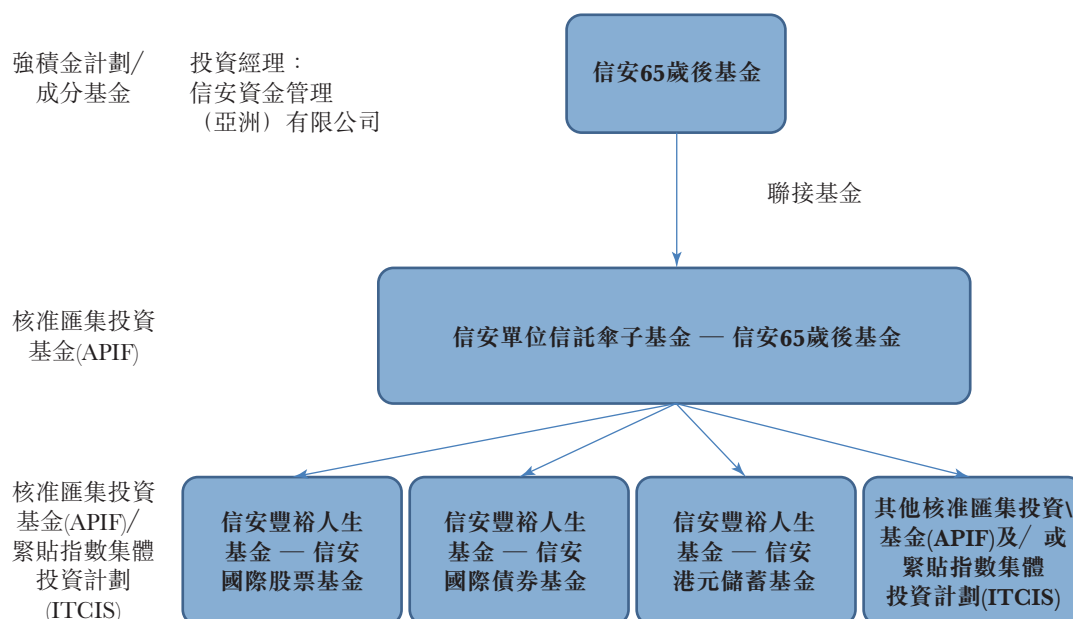 強積金計劃/
成分基金
投資經理：
信安資金管理
（亞洲）有限公司
信安65歲後基金
聯接基金
核准匯集投資
基金(APIF)
信安單位信託傘子基金 — 信安65歲後基金
核准匯集投資
基金(APIF)/
緊貼指數集體
投資計劃
(ITCIS)
信安豐裕人生
基金 — 信安
國際股票基金
信安豐裕人生
基金 — 信安
國際債券基金
信安豐裕人生
基金 — 信安
港元儲蓄基金
其他核准匯集投資\
基金(APIF)及/ 或
緊貼指數集體
投資計劃(ITCIS)